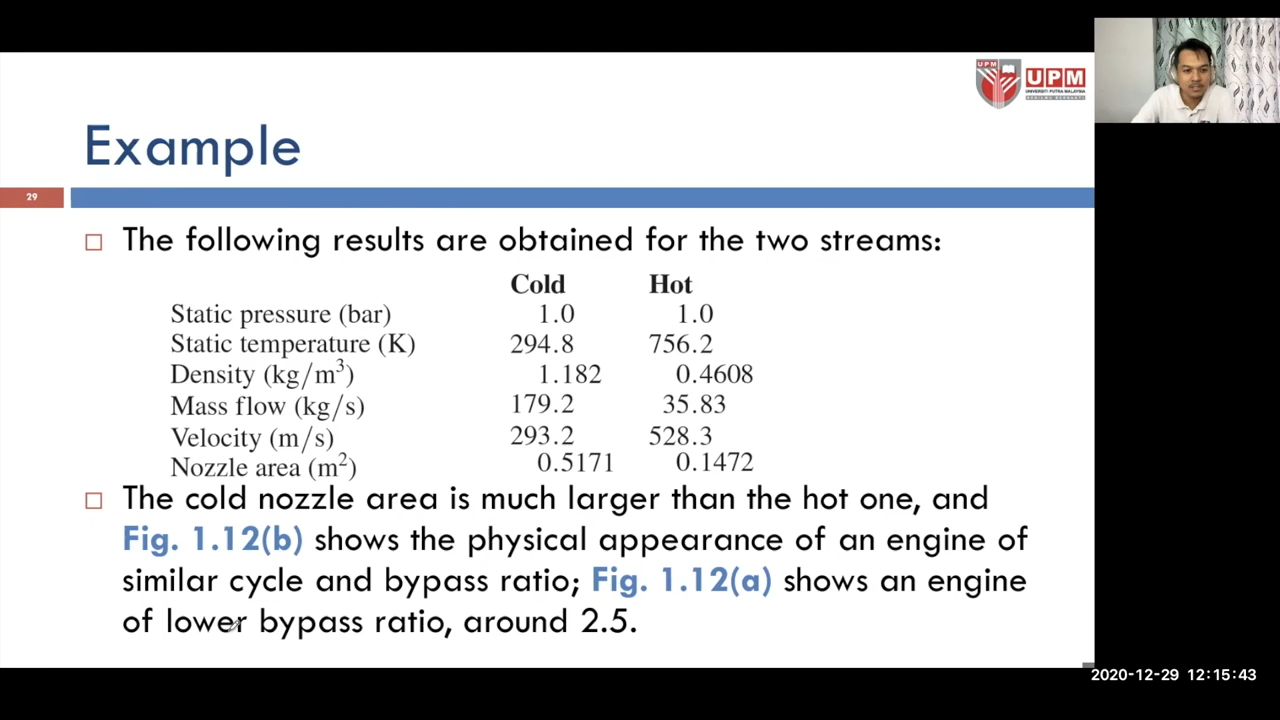 UPM
UPM
UNIVERSITI PUTRA MALAYSIA
Example
29
The following results are obtained for the two streams:
Cold Hot
Static pressure (bar) 1.0 1.0
Static temperature (K) 294.8 756.2
Density (kg/m³) 1.182 0.4608
Mass flow (kg/s) 179.2 35.83
Velocity (m/s) 293.2 528.3
Nozzle area (m²) 0.5171 0.1472
The cold nozzle area is much larger than the hot one, and
Fig. 1.12(b) shows the physical appearance of an engine of
similar cycle and bypass ratio; Fig. 1.12(a) shows an engine
of lower bypass ratio, around 2.5.
2020-12-29 12:15:43